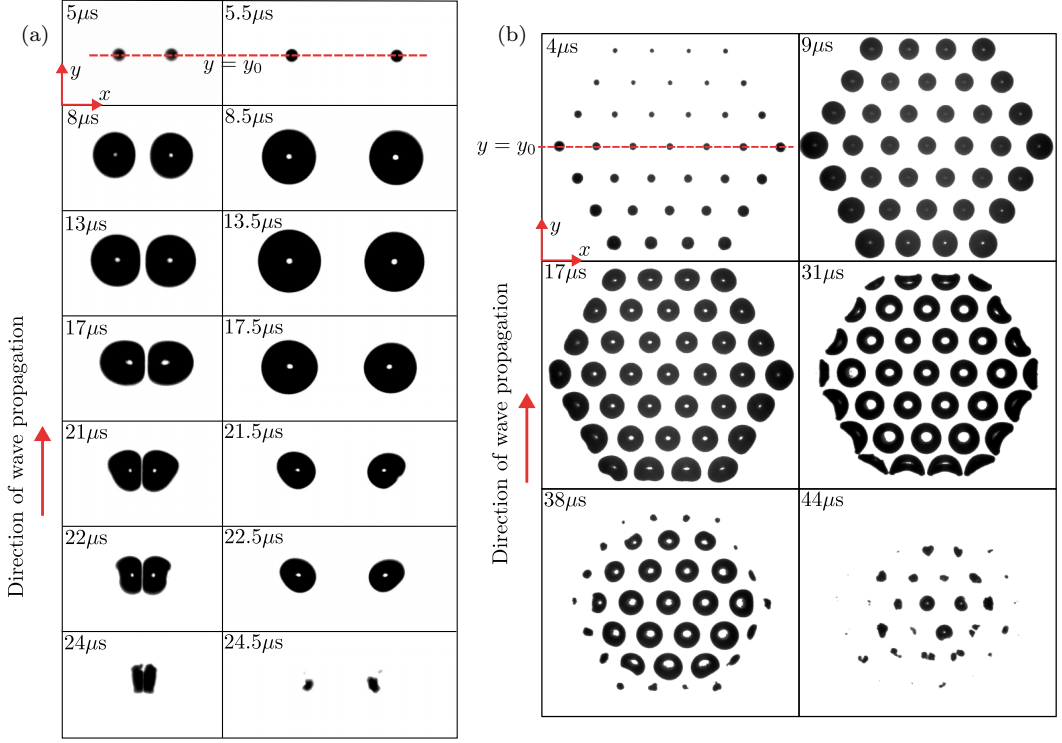 (a)
5μs
5.5μs
y = y₀
y
x
8μs
8.5μs
13μs
13.5μs
17μs
17.5μs
21μs
21.5μs
22μs
22.5μs
24μs
24.5μs
Direction of wave propagation
(b)
4μs
9μs
y = y₀
y
x
17μs
31μs
38μs
44μs
Direction of wave propagation